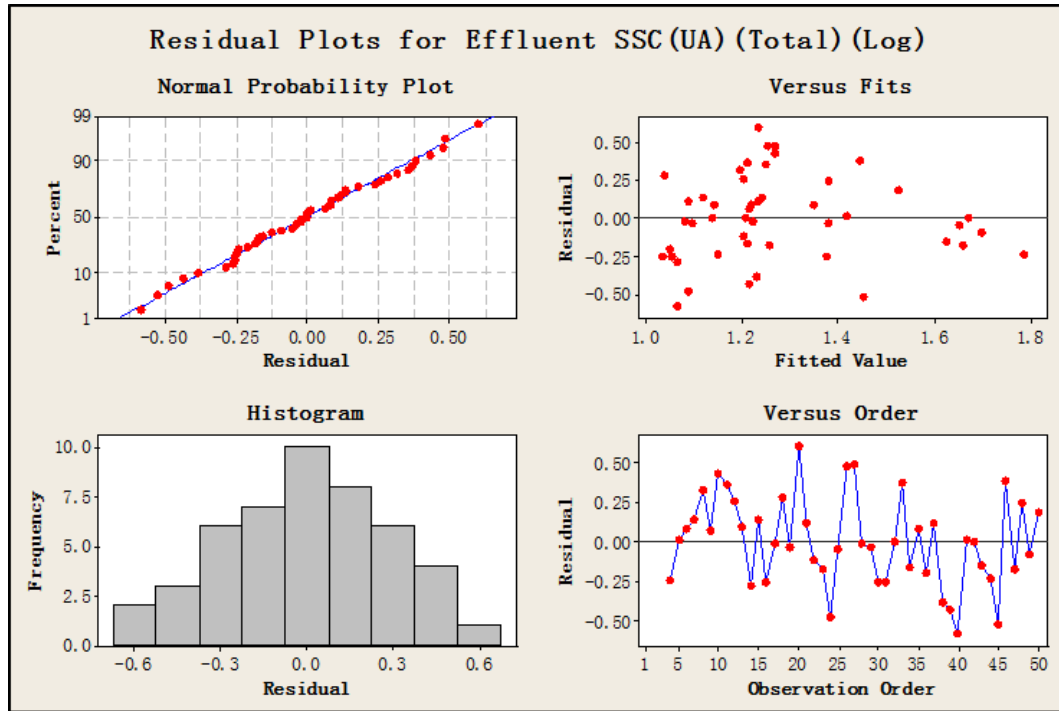 Residual Plots for Effluent SSC(UA)(Total)(Log)
Normal Probability Plot
99
90
50
10
1
Percent
-0.50 -0.25 0.00 0.25 0.50
Residual
Versus Fits
0.50
0.25
0.00
-0.25
-0.50
Residual
1.0 1.2 1.4 1.6 1.8
Fitted Value
Histogram
10.0
7.5
5.0
2.5
0.0
Frequency
-0.6 -0.3 0.0 0.3 0.6
Residual
Versus Order
0.50
0.25
0.00
-0.25
-0.50
Residual
1 5 10 15 20 25 30 35 40 45 50
Observation Order